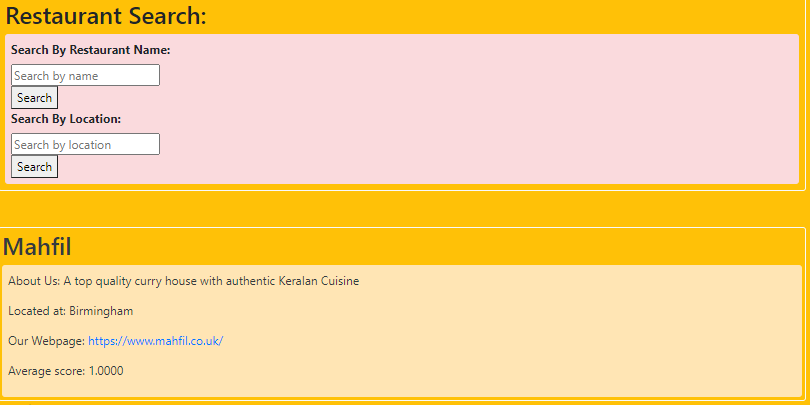 Restaurant Search:
Search By Restaurant Name:
Search by name
Search
Search By Location:
Search by location
Search
Mahfil
About Us: A top quality curry house with authentic Keralan Cuisine
Located at: Birmingham
Our Webpage: https://www.mahfil.co.uk/
Average score: 1.0000